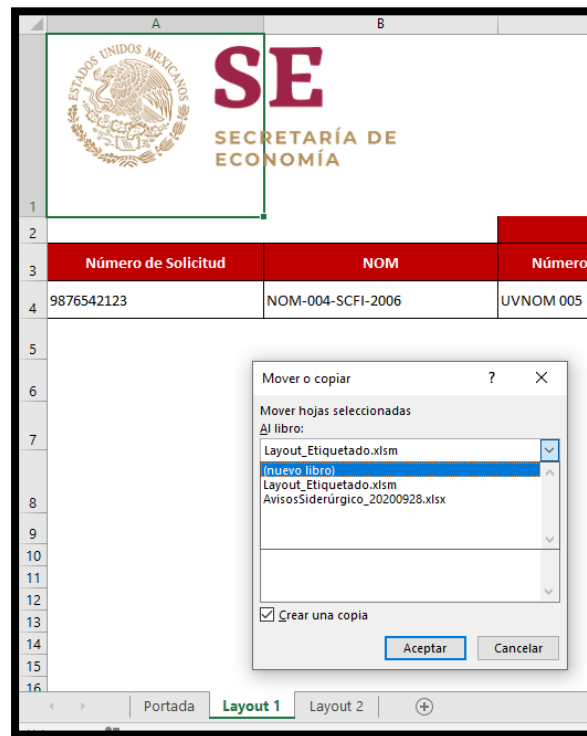 A B
ESTADOS UNIDOS MEXICANOS
SE
SECRETARÍA DE
ECONOMÍA
1
2
3 Número de Solicitud NOM Número
4 9876542123 NOM-004-SCFI-2006 UVNOM 005
5
6
7
8
9
10
11
12
13
14
15
16
Mover o copiar ? ×
Mover hojas seleccionadas
Al libro:
Layout_Etiquetado.xlsm
(nuevo libro)
Layout_Etiquetado.xlsm
AvisosSiderúrgico_20200928.xlsx
Crear una copia
Aceptar Cancelar
Portada Layout 1 Layout 2